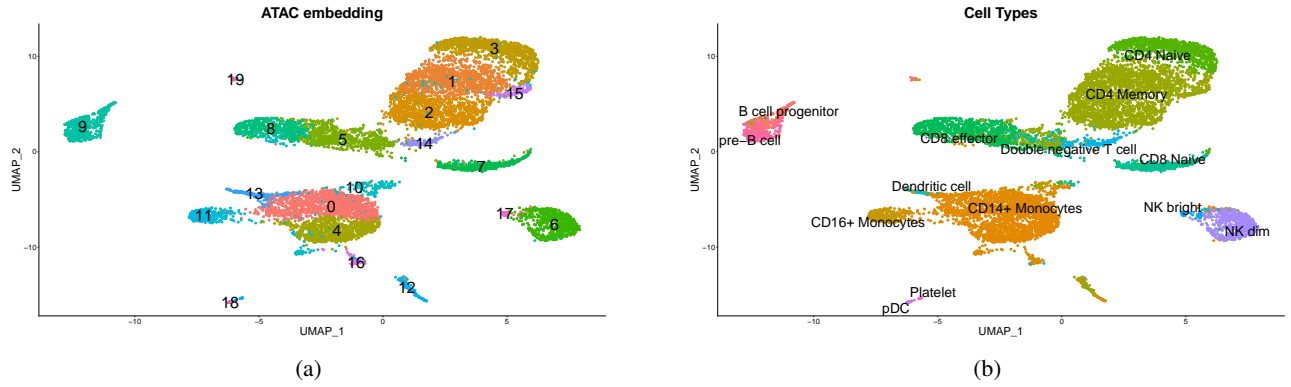 ATAC embedding
3
1
15
2
19
9
8
5
14
7
13
10
0
11
4
17
6
16
12
18
10
0
−10
−10
−5
0
5
UMAP_1
UMAP_2
(a)
Cell Types
CD4 Naive
CD4 Memory
B cell progenitor
pre−B cell
CD8 effector
Double negative T cell
CD8 Naive
Dendritic cell
CD14+ Monocytes
CD16+ Monocytes
NK bright
NK dim
Platelet
pDC
10
0
−10
−10
−5
0
5
UMAP_1
UMAP_2
(b)